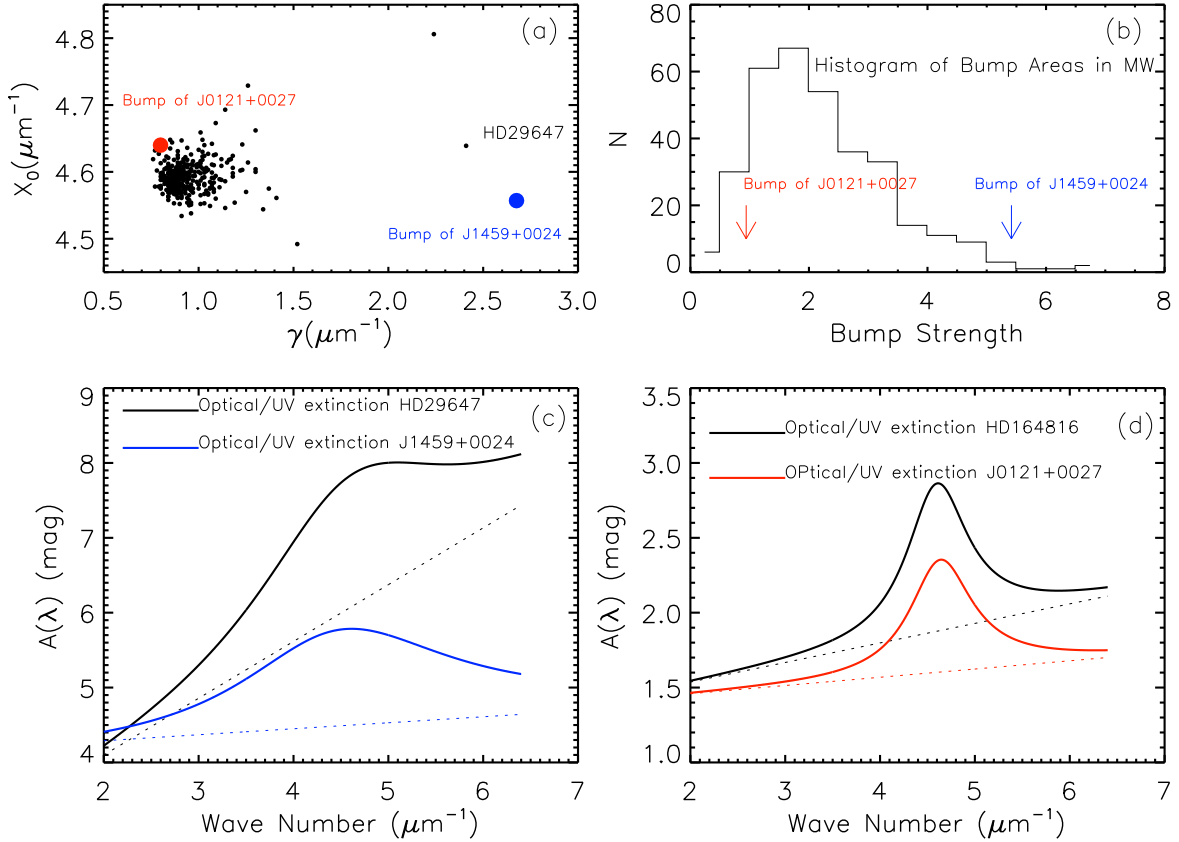 (a)
4.8
4.7
4.6
4.5
X₀(μm⁻¹)
Bump of J0121+0027
HD29647
Bump of J1459+0024
0.5 1.0 1.5 2.0 2.5 3.0
γ(μm⁻¹)
(b)
80
60
40
20
0
N
Histogram of Bump Areas in MW
Bump of J0121+0027
Bump of J1459+0024
0 2 4 6 8
Bump Strength
(c)
9
8
7
6
5
4
A(λ) (mag)
Optical/UV extinction HD29647
Optical/UV extinction J1459+0024
2 3 4 5 6 7
Wave Number (μm⁻¹)
(d)
3.5
3.0
2.5
2.0
1.5
1.0
A(λ) (mag)
Optical/UV extinction HD164816
OPtical/UV extinction J0121+0027
2 3 4 5 6 7
Wave Number (μm⁻¹)